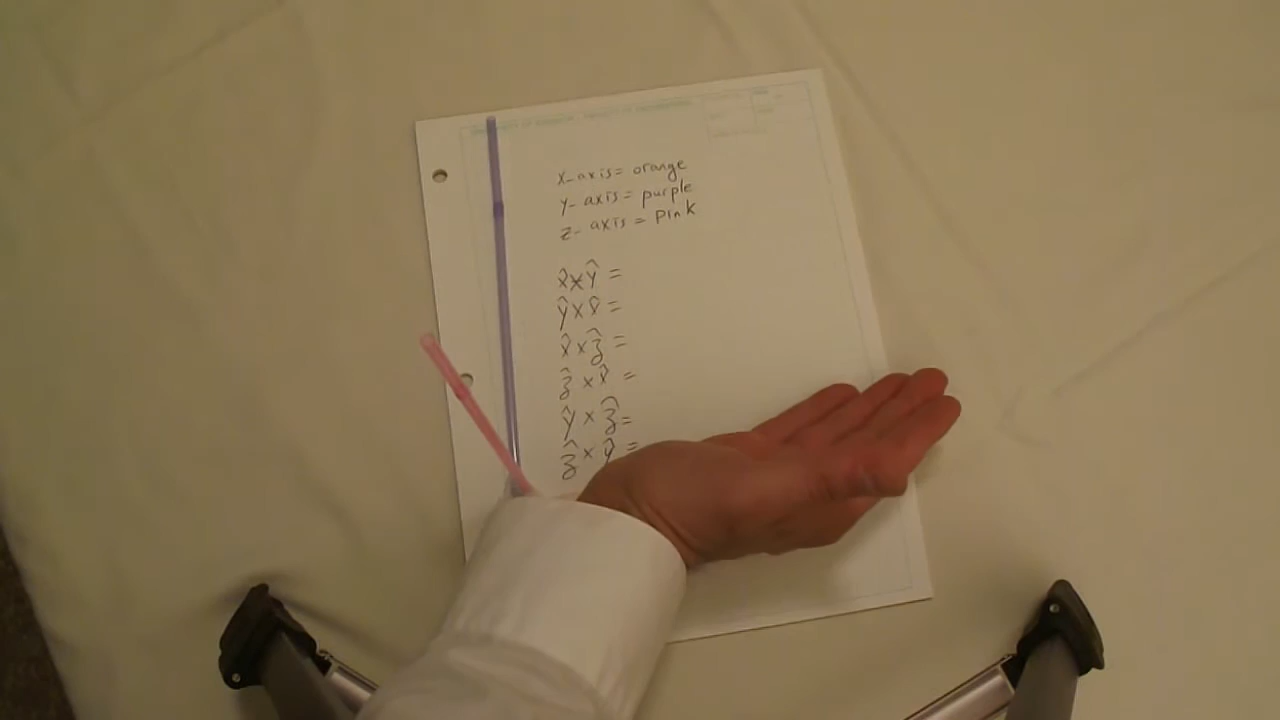 x-axis = orange
y-axis = purple
z-axis = pink
x̂×ŷ =
ŷ×x̂ =
x̂×ẑ =
ẑ×x̂ =
ŷ×ẑ =
ẑ×ŷ =